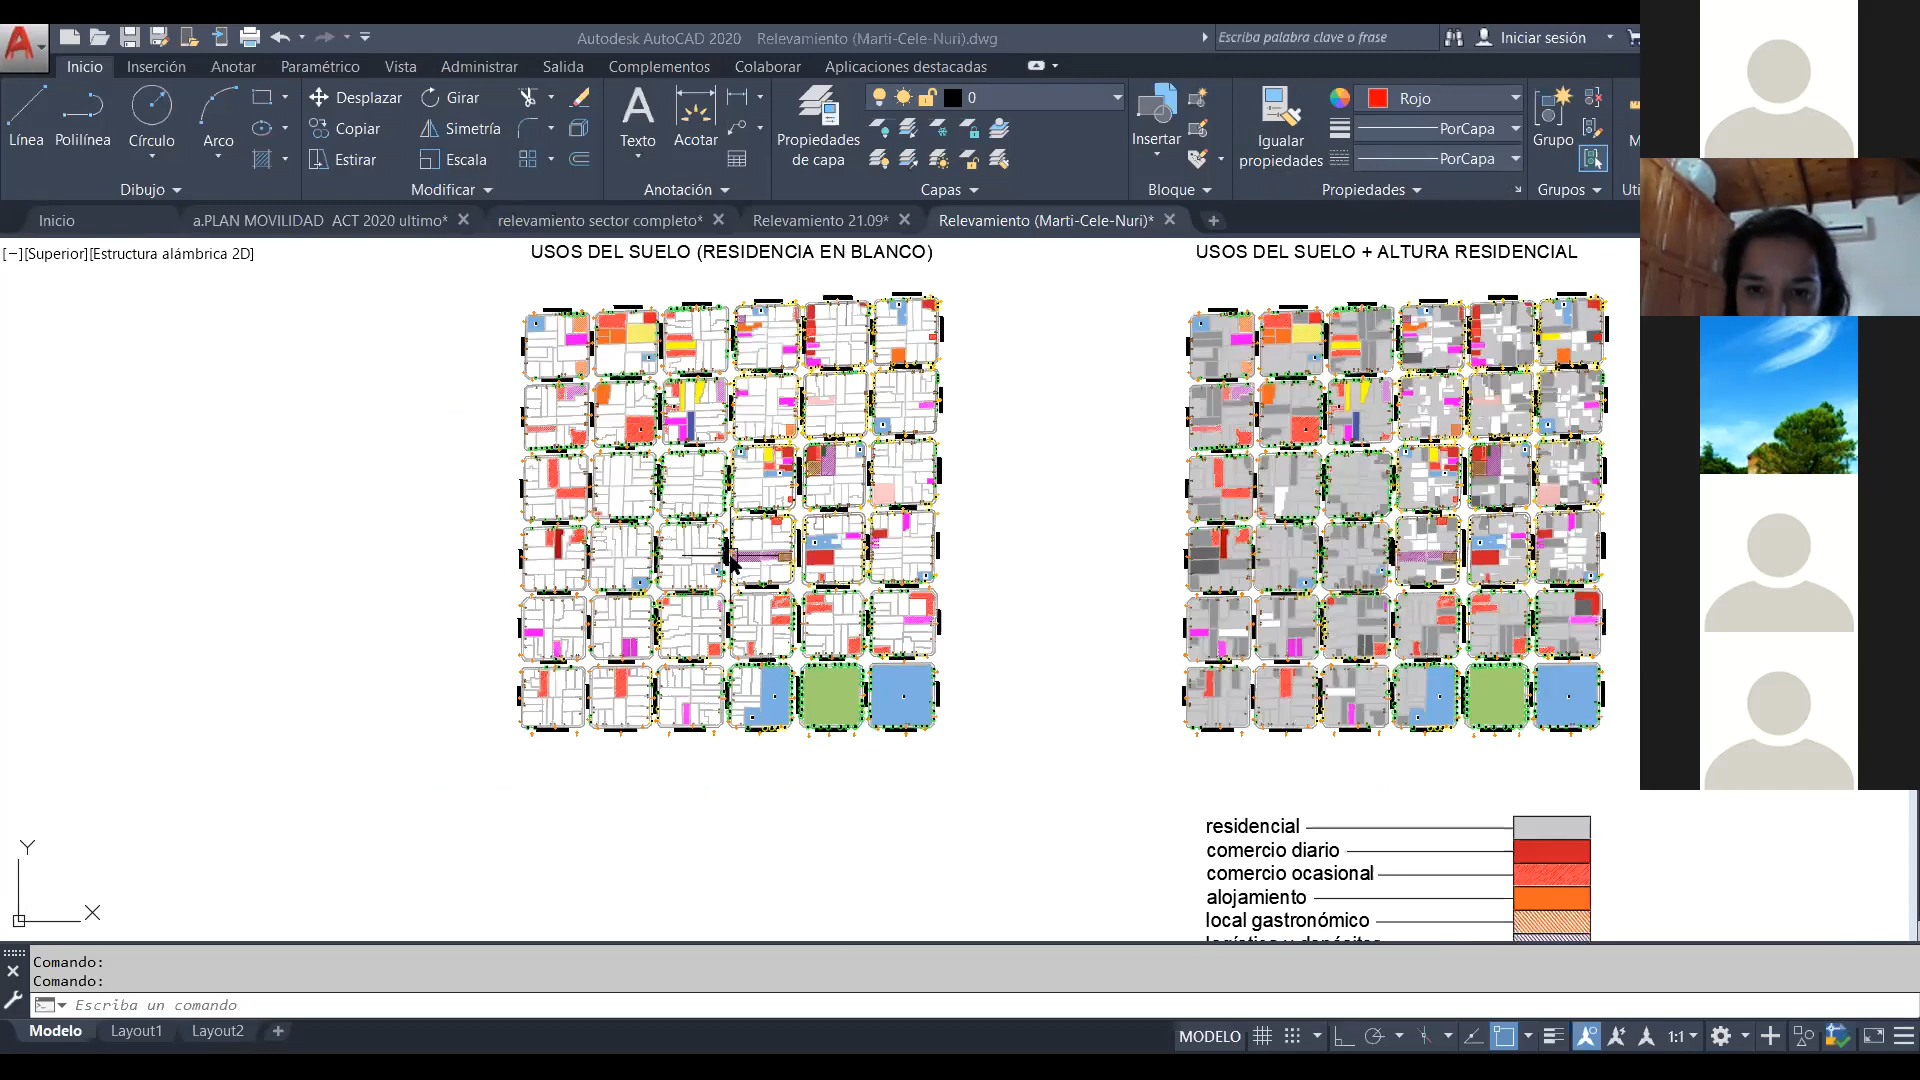 Autodesk AutoCAD 2020 Relevamiento (Marti-Cele-Nuri).dwg
Escriba palabra clave o frase
Iniciar sesión
Inicio Inserción Anotar Paramétrico Vista Administrar Salida Complementos Colaborar Aplicaciones destacadas
Línea Polilínea Círculo Arco
Desplazar Girar
Copiar Simetría
Estirar Escala
Texto Acotar
Propiedades de capa
0
Insertar
Igualar propiedades
Rojo
PorCapa
PorCapa
Grupo
Dibujo Modificar Anotación Capas Bloque Propiedades Grupos
Inicio a.PLAN MOVILIDAD ACT 2020 ultimo* relevamiento sector completo* Relevamiento 21.09* Relevamiento (Marti-Cele-Nuri)*
[−][Superior][Estructura alámbrica 2D]
USOS DEL SUELO (RESIDENCIA EN BLANCO)
USOS DEL SUELO + ALTURA RESIDENCIAL
residencial
comercio diario
comercio ocasional
alojamiento
local gastronómico
Y
X
Comando:
Comando:
Escriba un comando
Modelo Layout1 Layout2
MODELO
1:1